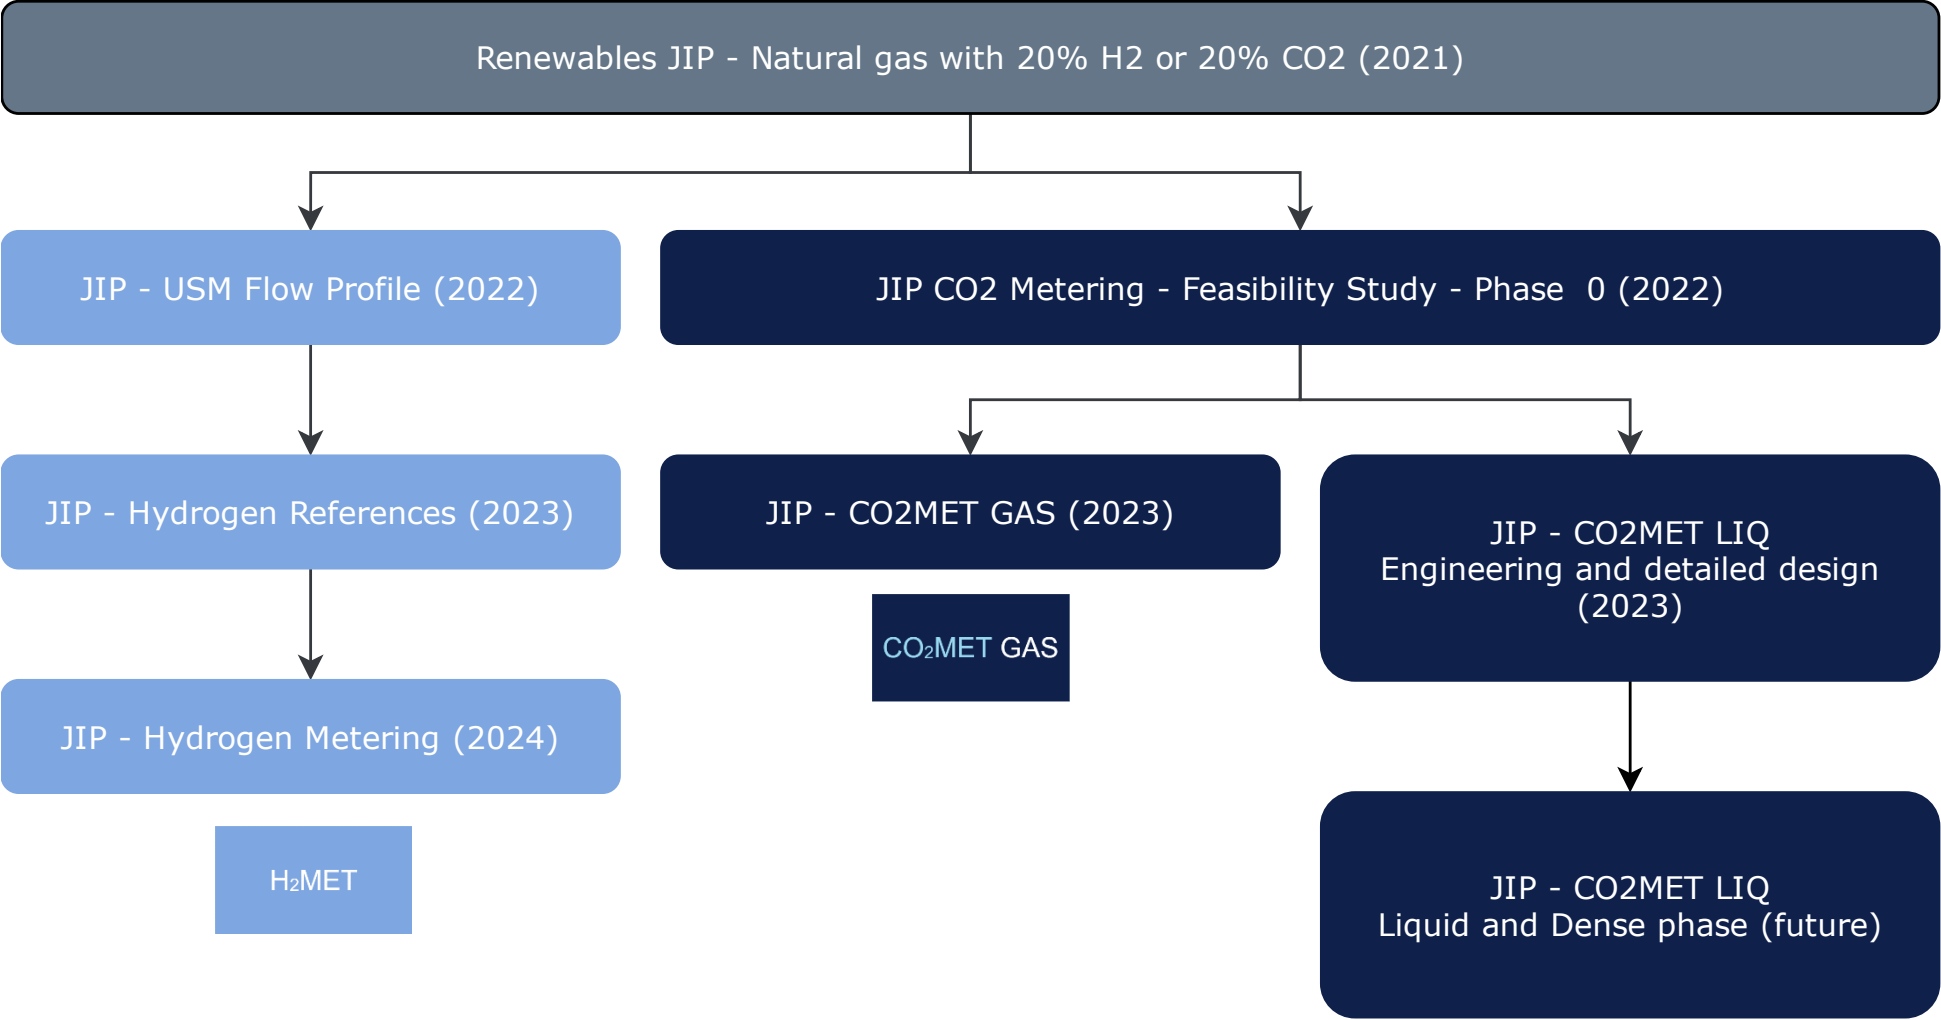 Renewables JIP - Natural gas with 20% H2 or 20% CO2 (2021)
JIP - USM Flow Profile (2022)
JIP CO2 Metering - Feasibility Study - Phase  0 (2022)
JIP - Hydrogen References (2023)
JIP - CO2MET GAS (2023)
JIP - CO2MET LIQ
Engineering and detailed design
(2023)
CO₂MET GAS
JIP - Hydrogen Metering (2024)
H₂MET
JIP - CO2MET LIQ
Liquid and Dense phase (future)